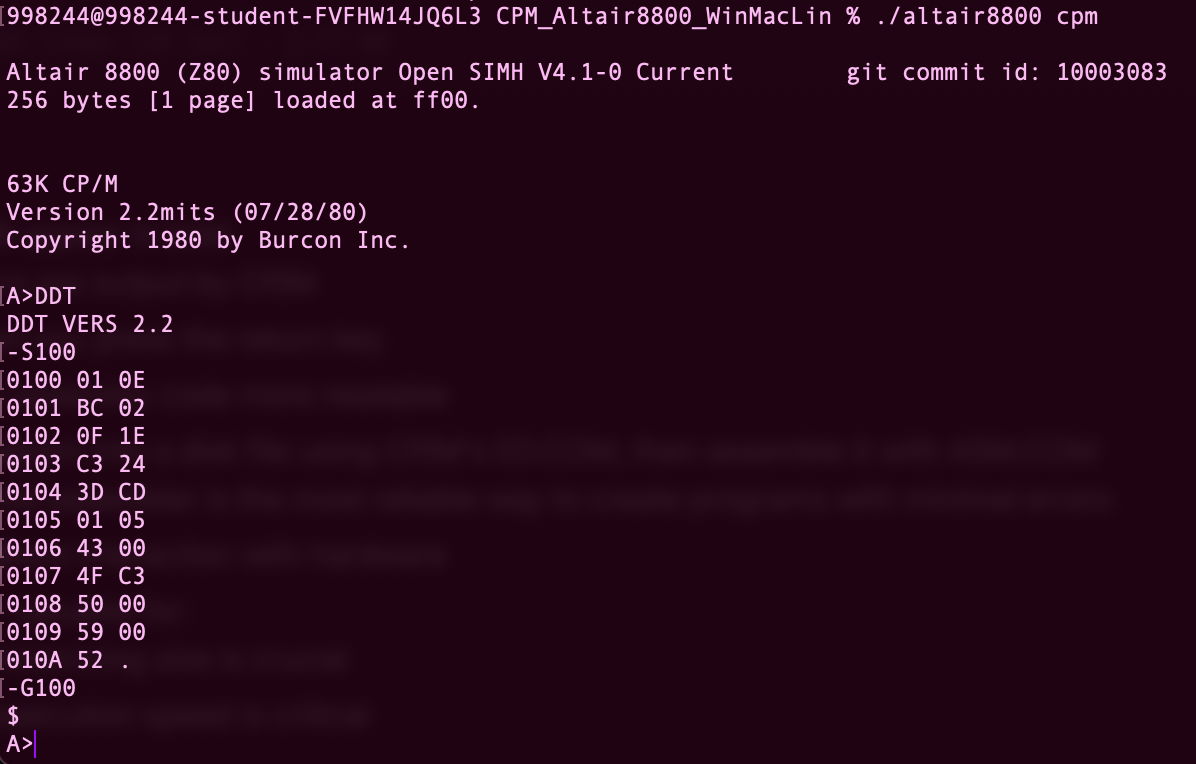 998244@998244-student-FVFHW14JQ6L3 CPM_Altair8800_WinMacLin % ./altair8800 cpm
Altair 8800 (Z80) simulator Open SIMH V4.1-0 Current        git commit id: 10003083
256 bytes [1 page] loaded at ff00.
63K CP/M
Version 2.2mits (07/28/80)
Copyright 1980 by Burcon Inc.
A>DDT
DDT VERS 2.2
-S100
0100 01 0E
0101 BC 02
0102 0F 1E
0103 C3 24
0104 3D CD
0105 01 05
0106 43 00
0107 4F C3
0108 50 00
0109 59 00
010A 52 .
-G100
$
A>